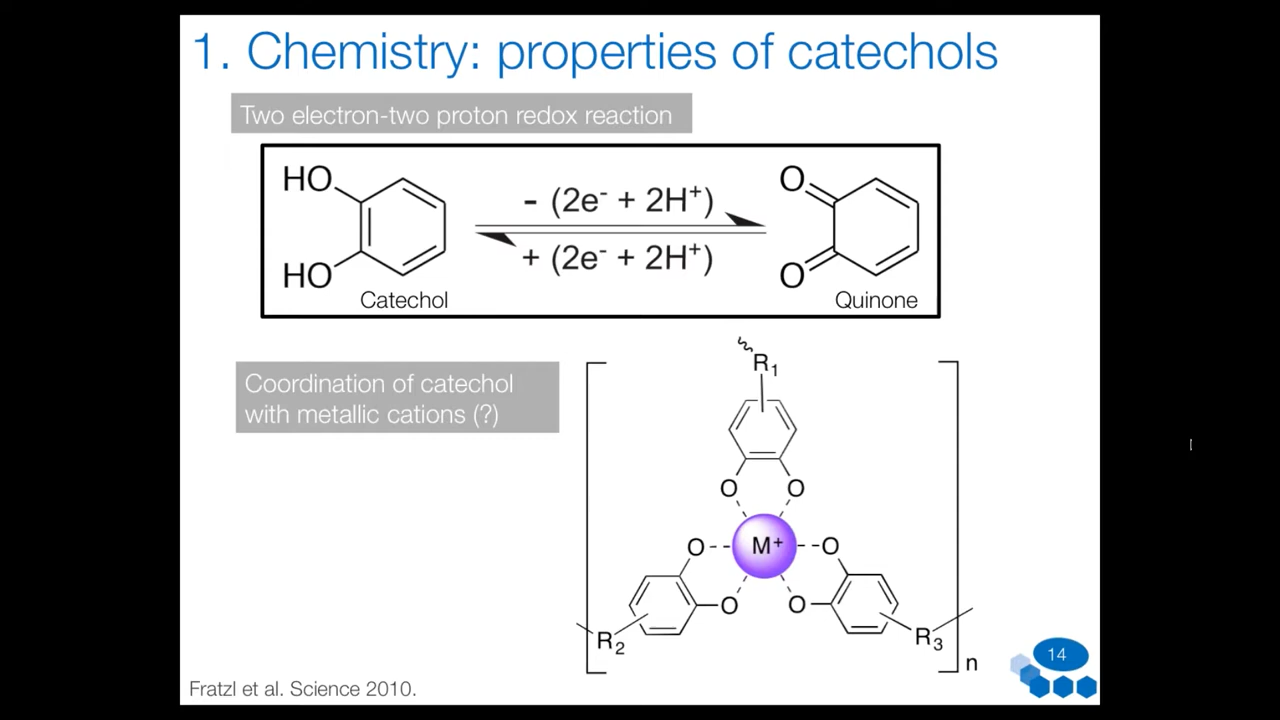 1. Chemistry: properties of catechols
Two electron-two proton redox reaction
HO
HO
Catechol
- (2e⁻ + 2H⁺)
+ (2e⁻ + 2H⁺)
O
O
Quinone
Coordination of catechol
with metallic cations (?)
R₁
O O
O M⁺ O
O O
R₂ R₃
n
14
Fratzl et al. Science 2010.